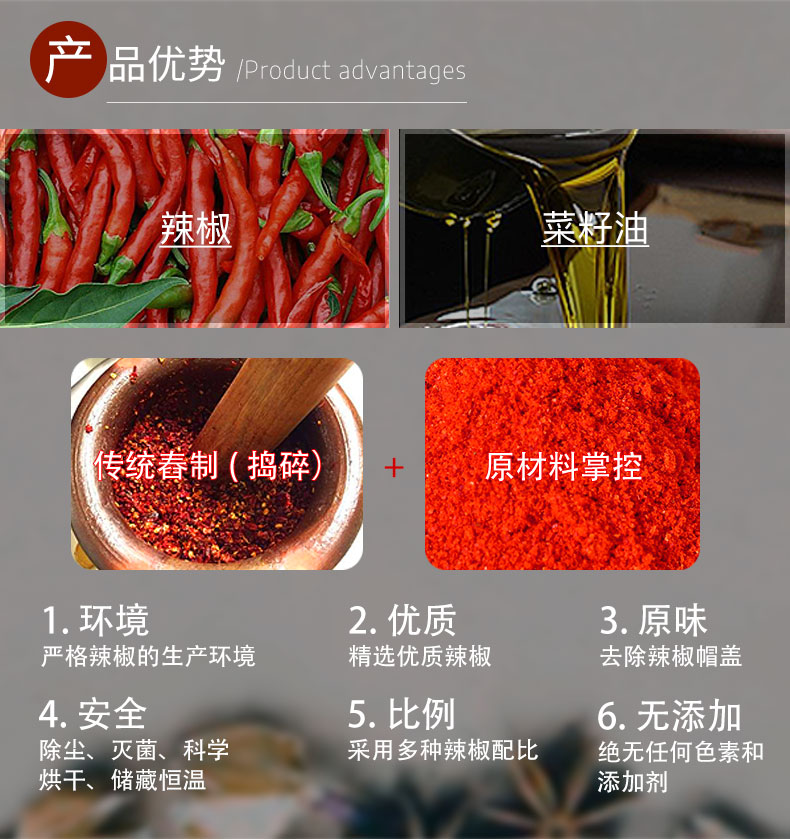 产品优势 /Product advantages
辣椒
菜籽油
传统舂制(捣碎)
+
原材料掌控
1. 环境
严格辣椒的生产环境
2. 优质
精选优质辣椒
3. 原味
去除辣椒帽盖
4. 安全
除尘、灭菌、科学
烘干、储藏恒温
5. 比例
采用多种辣椒配比
6. 无添加
绝无任何色素和
添加剂